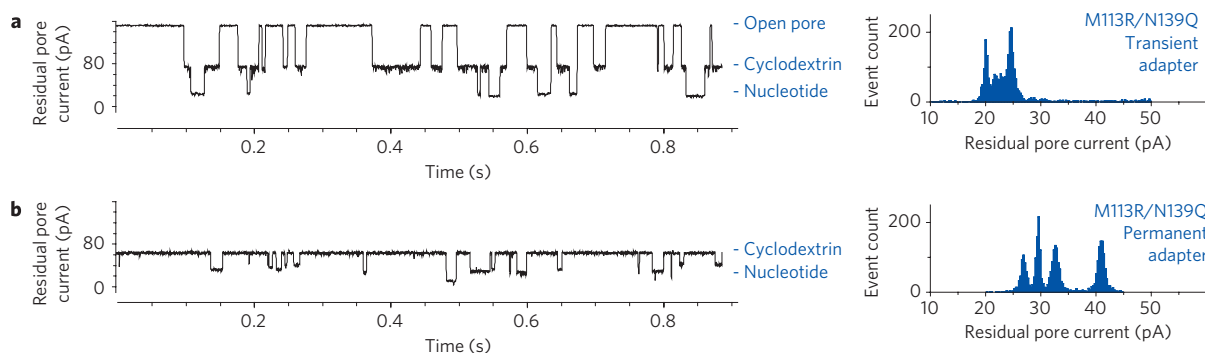 a
Residual pore
current (pA)
80
0
0.2
0.4
0.6
0.8
Time (s)
- Open pore
- Cyclodextrin
- Nucleotide
Event count
200
0
10
20
30
40
50
Residual pore current (pA)
M113R/N139Q
Transient
adapter
b
Residual pore
current (pA)
80
0
0.2
0.4
0.6
0.8
Time (s)
- Cyclodextrin
- Nucleotide
Event count
200
0
10
20
30
40
50
Residual pore current (pA)
M113R/N139Q
Permanent
adapter